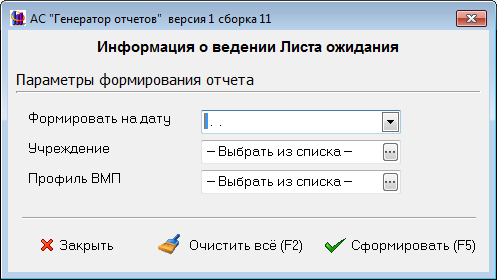 АС "Генератор отчетов" версия 1 сборка 11
Информация о ведении Листа ожидания
Параметры формирования отчета
Формировать на дату . .
Учреждение – Выбрать из списка – ...
Профиль ВМП – Выбрать из списка – ...
Закрыть Очистить всё (F2) Сформировать (F5)